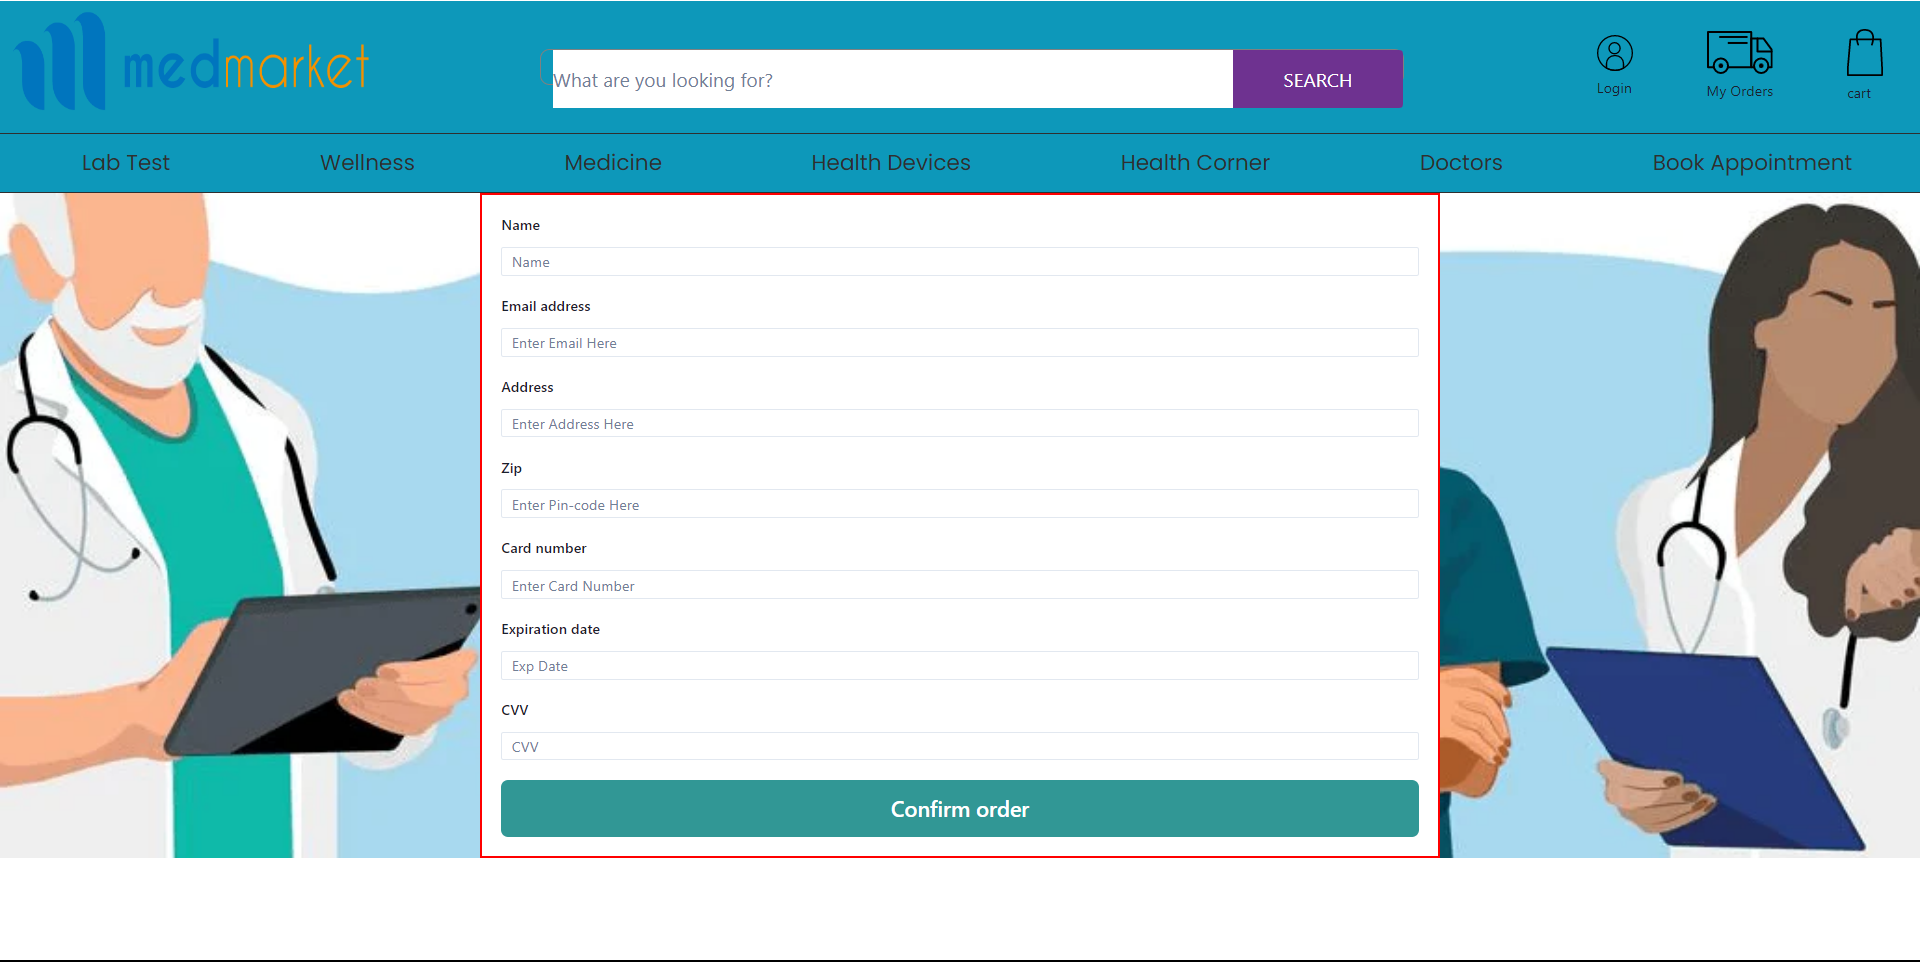 medmarket
What are you looking for?
SEARCH
Login
My Orders
cart
Lab Test
Wellness
Medicine
Health Devices
Health Corner
Doctors
Book Appointment
Name
Name
Email address
Enter Email Here
Address
Enter Address Here
Zip
Enter Pin-code Here
Card number
Enter Card Number
Expiration date
Exp Date
CVV
CVV
Confirm order